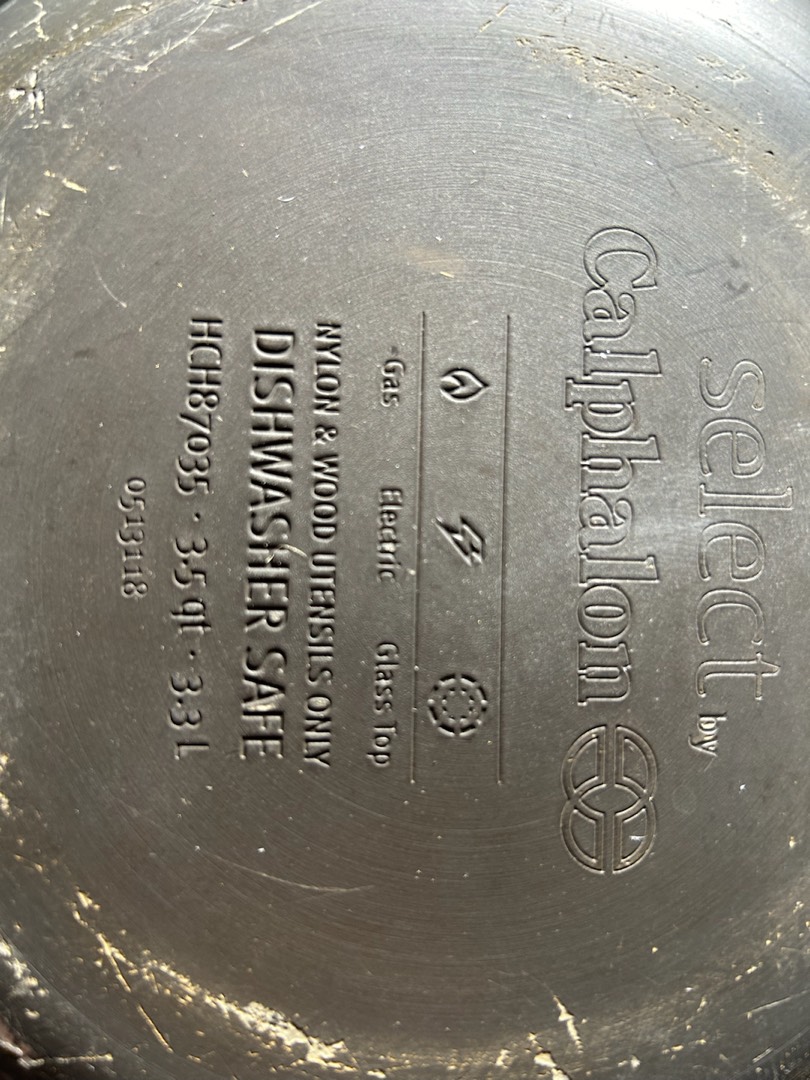 select by
Calphalon
Gas Electric Glass Top
NYLON & WOOD UTENSILS ONLY
DISHWASHER SAFE
HCH87035 · 3.5 qt · 3.3 L
0513118